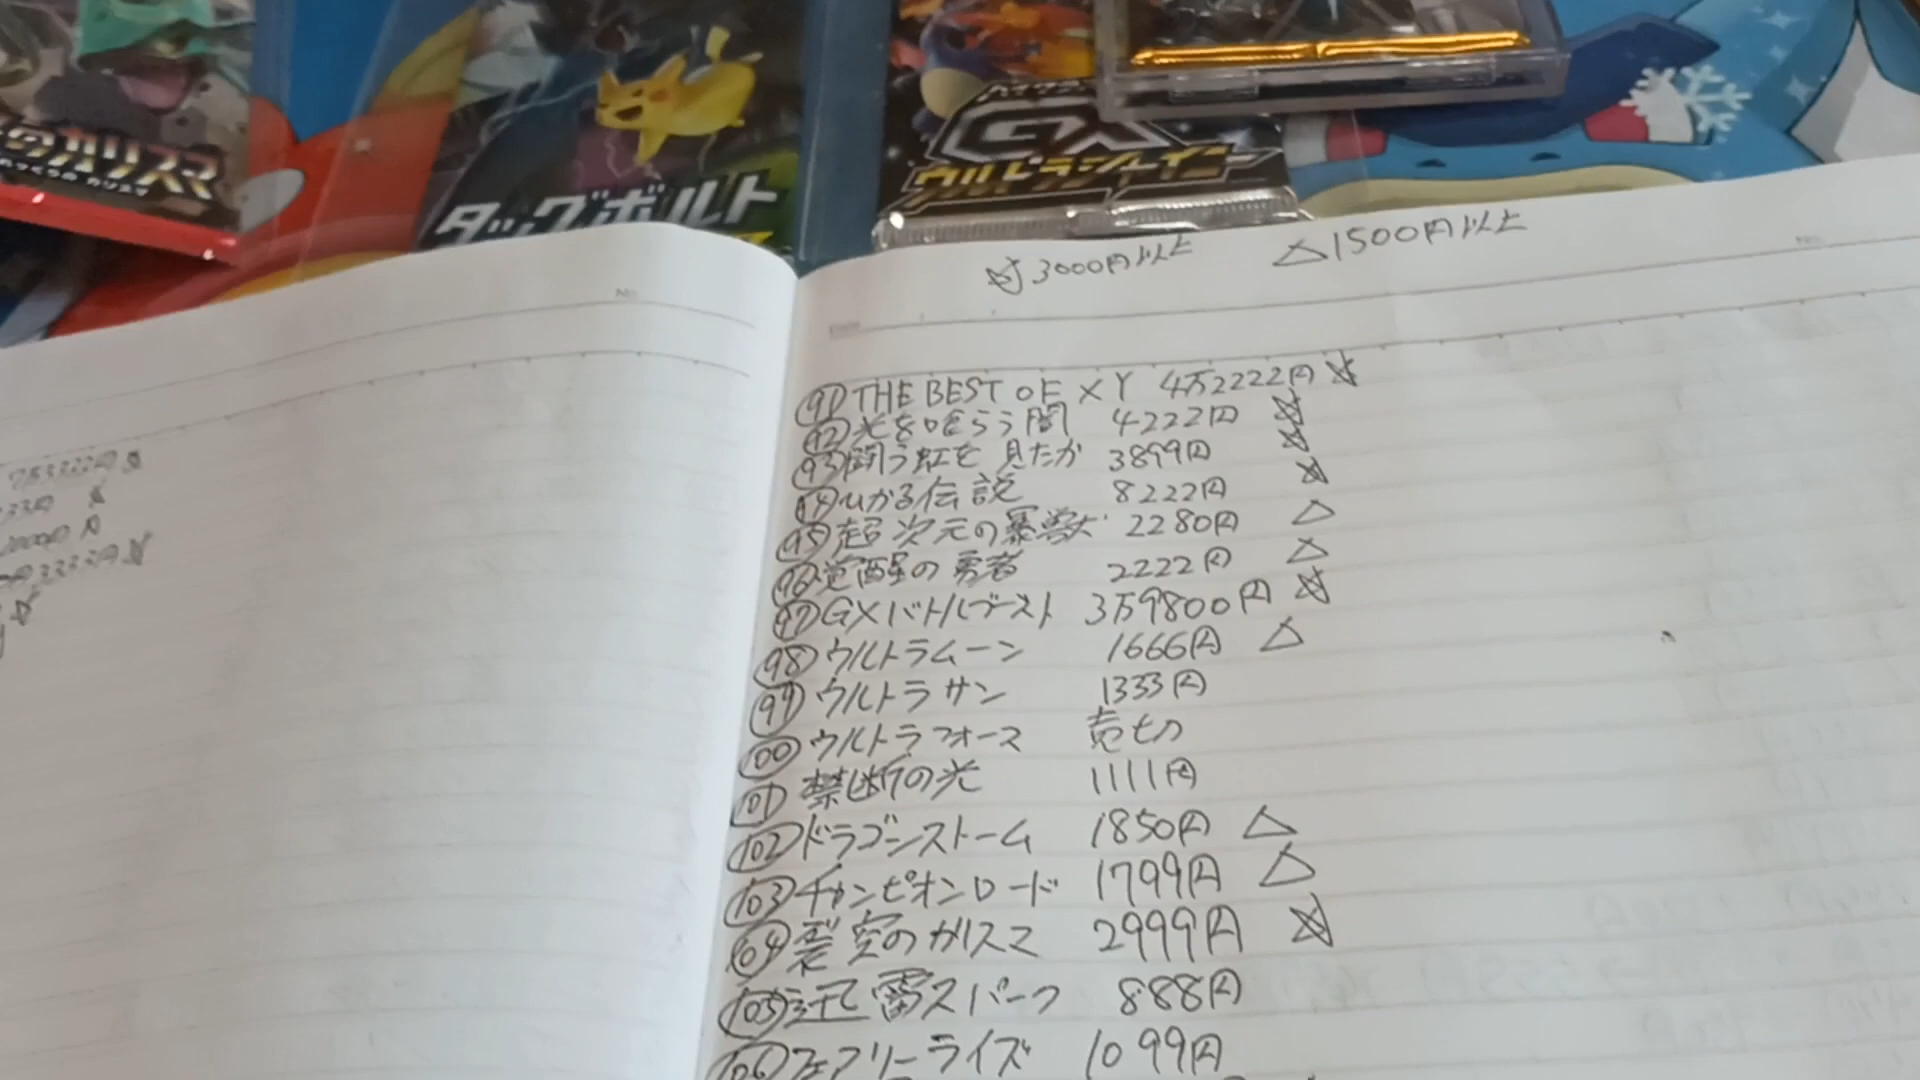 のカリスマ
タッグボルト
GX
ウルトラシャイニー
☆3000円以上 △1500円以上
3333円☆
91 THE BEST OF XY 4万2222円 ☆
92 光を喰らう闇 4222円 ☆
93 闘う虹を見たか 3899円 ☆
94 ひかる伝説 8222円 ☆
95 超次元の暴獣 2280円 △
96 覚醒の勇者 2222円 △
97 GXバトルブースト 3万9800円 ☆
98 ウルトラムーン 1666円 △
99 ウルトラサン 1333円
100 ウルトラフォース 売切
101 禁断の光 1111円
102 ドラゴンストーム 1850円 △
103 チャンピオンロード 1799円 △
104 裂空のカリスマ 2999円 ☆
105 迅雷スパーク 888円
106 フェアリーライズ 1099円